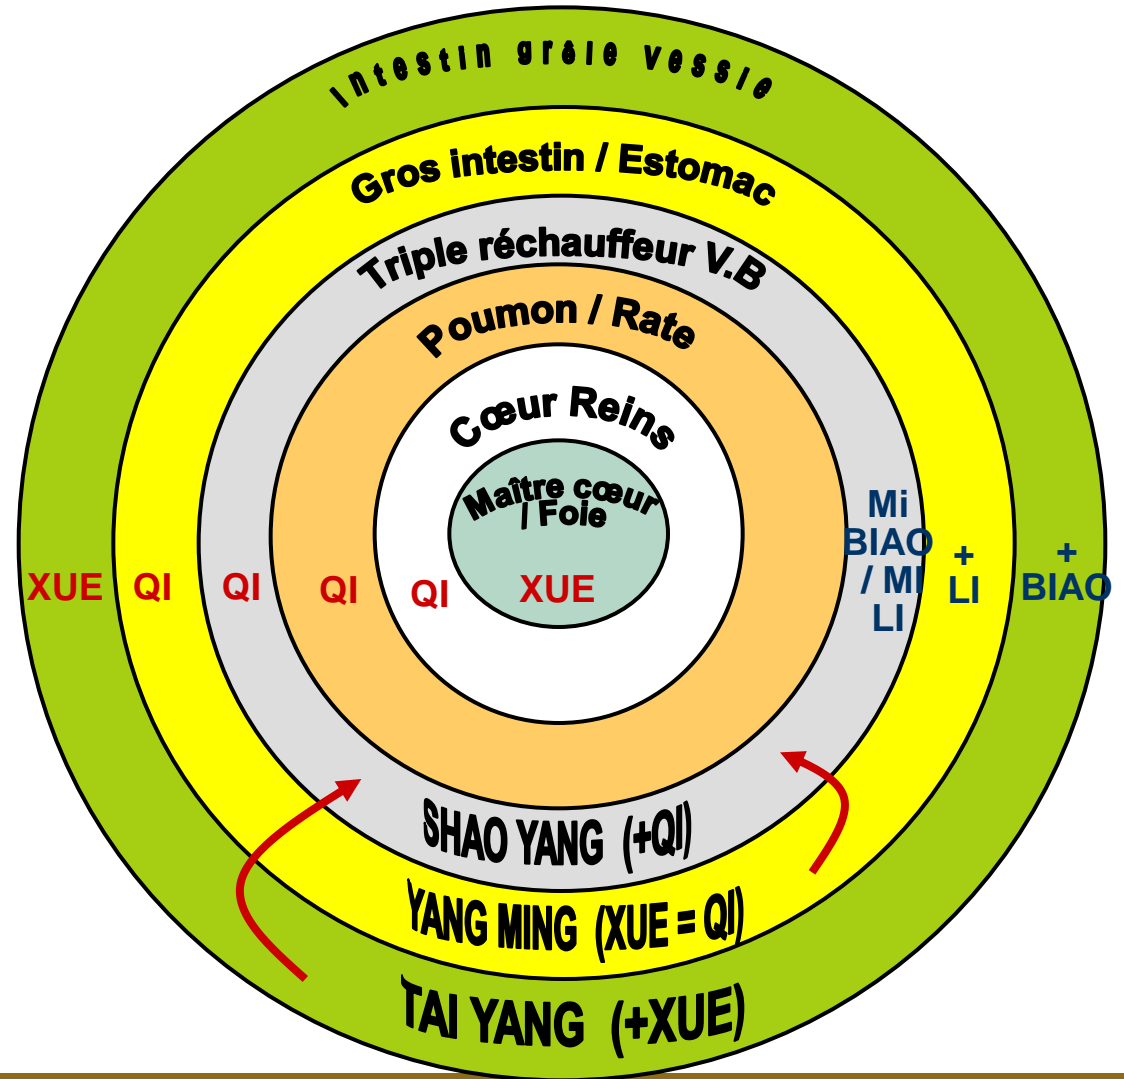 Intestin grêle vessie
Gros intestin / Estomac
Triple réchauffeur V.B
Poumon / Rate
Cœur Reins
Maître cœur
/ Foie
XUE
QI
QI
QI
QI
XUE
Mi
BIAO
/ MI
LI
+
LI
+
BIAO
SHAO YANG (+QI)
YANG MING (XUE = QI)
TAI YANG (+XUE)